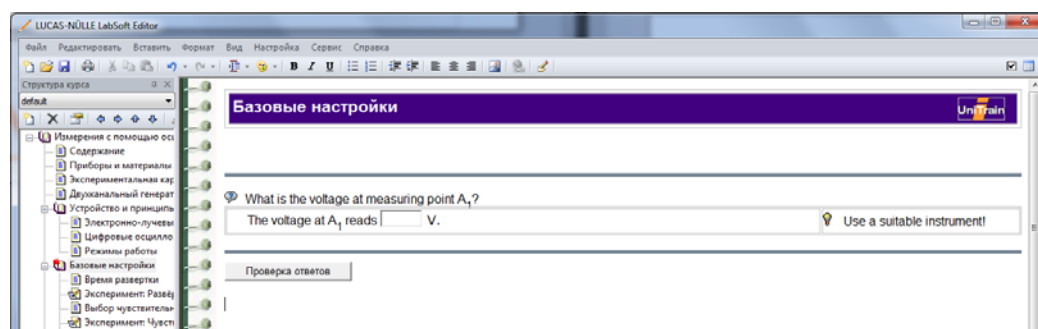 LUCAS-NÜLLE LabSoft Editor
Файл Редактировать Вставить Формат Вид Настройка Сервис Справка
B I U
Структура курса
default
Измерения с помощью осц
Содержание
Приборы и материалы
Экспериментальная кар
Двухканальный генерат
Устройство и принципь
Электронно-лучевы
Цифровые осцилло
Режимы работы
Базовые настройки
Время развертки
Эксперимент: Развёр
Выбор чувствительн
Эксперимент: Чувст
Базовые настройки
UniTrain
What is the voltage at measuring point A1?
The voltage at A1 reads V.
Use a suitable instrument!
Проверка ответов